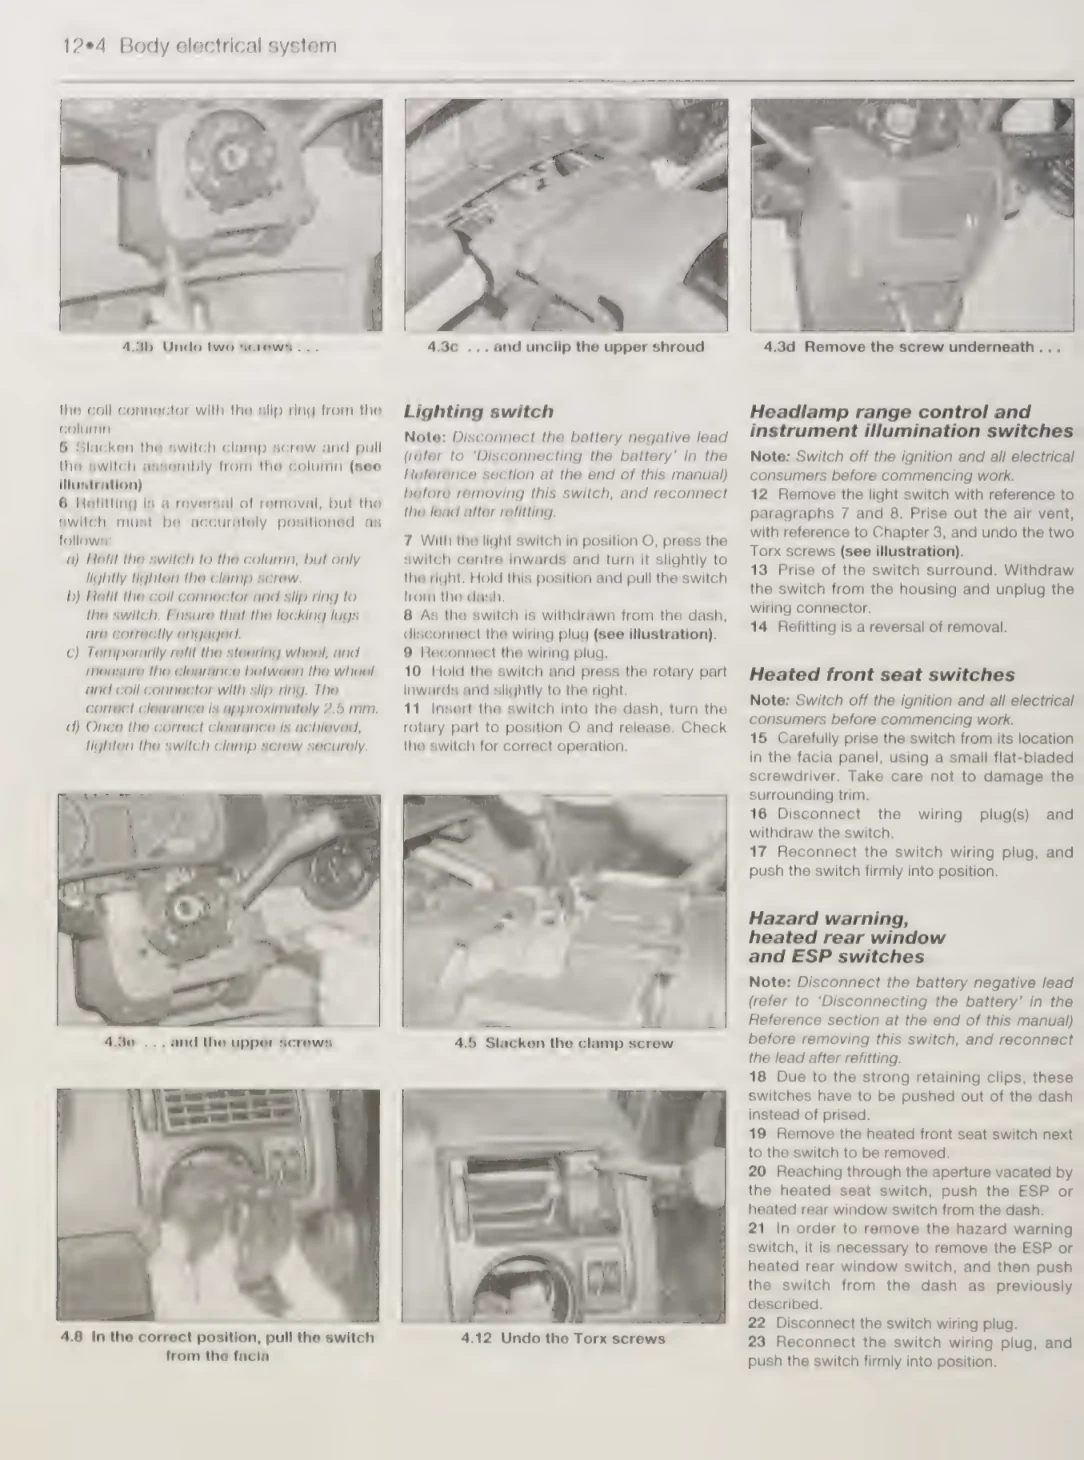 12•4 Body electrical system
4.3b Undo two screws . . .
4.3c . . . and unclip the upper shroud
4.3d Remove the screw underneath . . .
the coil connector with the slip ring from the
column
5 Slacken the switch clamp screw and pull
the switch assembly from the column (see
illustration)
6 Refitting is a reversal of removal, but the
switch must be accurately positioned as
follows:
a) Refit the switch to the column, but only
lightly tighten the clamp screw.
b) Refit the coil connector and slip ring to
the switch. Ensure that the locking lugs
are correctly engaged.
c) Temporarily refit the steering wheel, and
measure the clearance between the wheel
and coil connector with slip ring. The
correct clearance is approximately 2.5 mm.
d) Once the correct clearance is achieved,
tighten the switch clamp screw securely.
4.3e . . . and the upper screws
4.8 In the correct position, pull the switch
from the facia
Lighting switch
Note: Disconnect the battery negative lead
(refer to 'Disconnecting the battery' in the
Reference section at the end of this manual)
before removing this switch, and reconnect
the lead after refitting.
7 With the light switch in position O, press the
switch centre inwards and turn it slightly to
the right. Hold this position and pull the switch
from the dash.
8 As the switch is withdrawn from the dash,
disconnect the wiring plug (see illustration).
9 Reconnect the wiring plug.
10 Hold the switch and press the rotary part
inwards and slightly to the right.
11 Insert the switch into the dash, turn the
rotary part to position O and release. Check
the switch for correct operation.
4.5 Slacken the clamp screw
4.12 Undo the Torx screws
Headlamp range control and
instrument illumination switches
Note: Switch off the ignition and all electrical
consumers before commencing work.
12 Remove the light switch with reference to
paragraphs 7 and 8. Prise out the air vent,
with reference to Chapter 3, and undo the two
Torx screws (see illustration).
13 Prise of the switch surround. Withdraw
the switch from the housing and unplug the
wiring connector.
14 Refitting is a reversal of removal.
Heated front seat switches
Note: Switch off the ignition and all electrical
consumers before commencing work.
15 Carefully prise the switch from its location
in the facia panel, using a small flat-bladed
screwdriver. Take care not to damage the
surrounding trim.
16 Disconnect the wiring plug(s) and
withdraw the switch.
17 Reconnect the switch wiring plug, and
push the switch firmly into position.
Hazard warning,
heated rear window
and ESP switches
Note: Disconnect the battery negative lead
(refer to 'Disconnecting the battery' in the
Reference section at the end of this manual)
before removing this switch, and reconnect
the lead after refitting.
18 Due to the strong retaining clips, these
switches have to be pushed out of the dash
instead of prised.
19 Remove the heated front seat switch next
to the switch to be removed.
20 Reaching through the aperture vacated by
the heated seat switch, push the ESP or
heated rear window switch from the dash.
21 In order to remove the hazard warning
switch, it is necessary to remove the ESP or
heated rear window switch, and then push
the switch from the dash as previously
described.
22 Disconnect the switch wiring plug.
23 Reconnect the switch wiring plug, and
push the switch firmly into position.